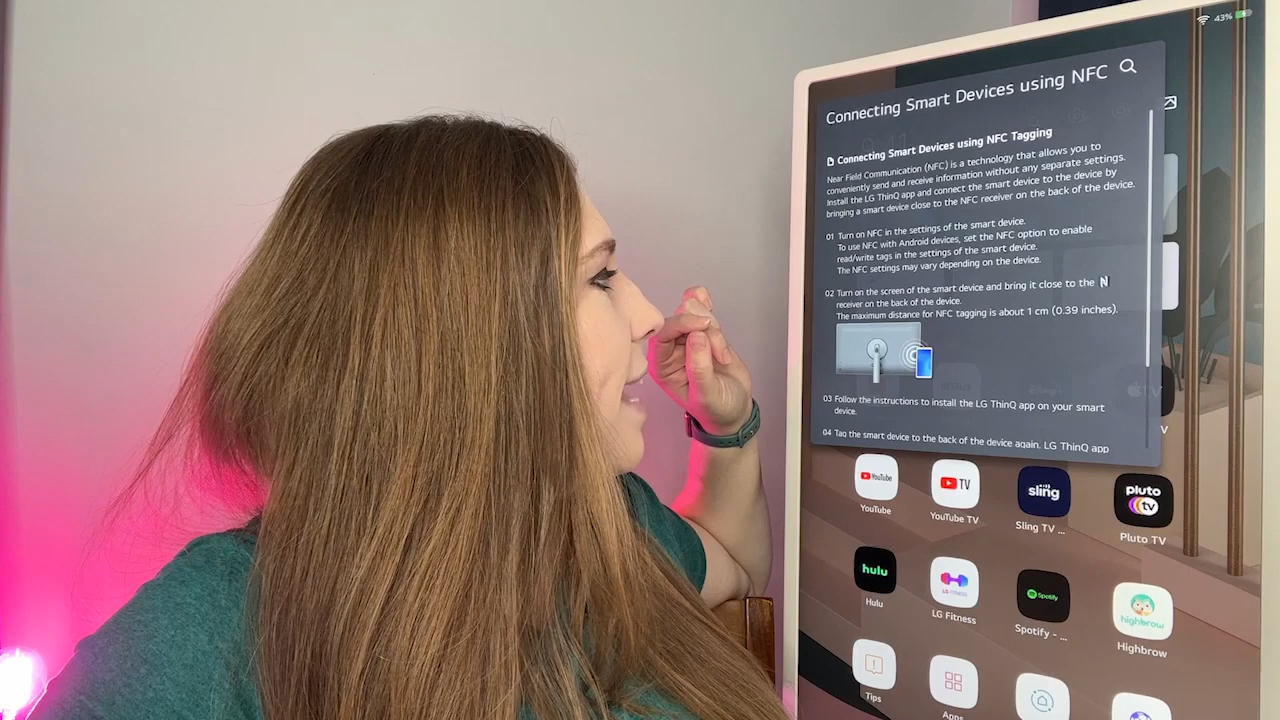 43%
Connecting Smart Devices using NFC
Connecting Smart Devices using NFC Tagging
Near Field Communication (NFC) is a technology that allows you to
conveniently send and receive information without any separate settings.
Install the LG ThinQ app and connect the smart device to the device by
bringing a smart device close to the NFC receiver on the back of the device.
01 Turn on NFC in the settings of the smart device.
To use NFC with Android devices, set the NFC option to enable
read/write tags in the settings of the smart device.
The NFC settings may vary depending on the device.
02 Turn on the screen of the smart device and bring it close to the N
receiver on the back of the device.
The maximum distance for NFC tagging is about 1 cm (0.39 inches).
03 Follow the instructions to install the LG ThinQ app on your smart
device.
04 Tag the smart device to the back of the device again. LG ThinQ app
YouTube
TV
sling
pluto
tv
YouTube
YouTube TV
Sling TV ...
Pluto TV
hulu
LG FITNESS
Spotify
highbrow
Hulu
LG Fitness
Spotify - ...
Highbrow
Tips
Apps